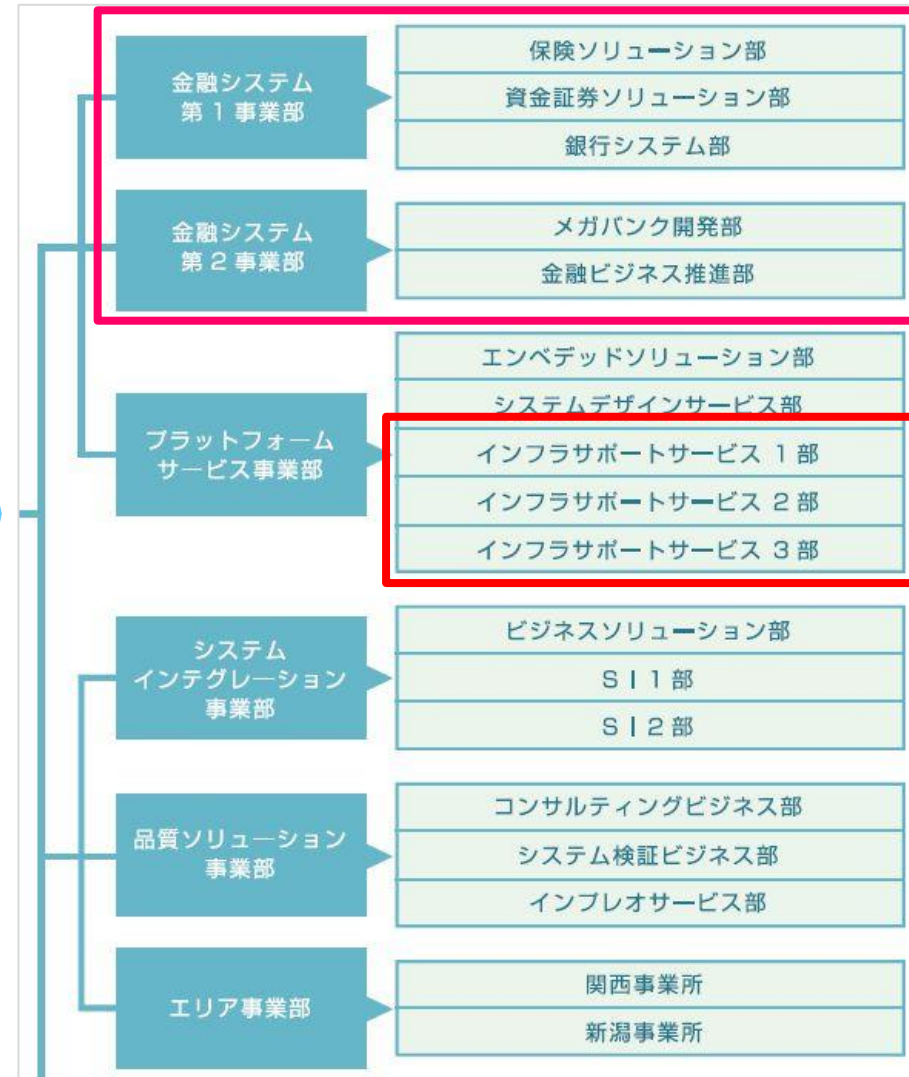 金融システム
第1事業部
保険ソリューション部
資金証券ソリューション部
銀行システム部
金融システム
第2事業部
メガバンク開発部
金融ビジネス推進部
プラットフォーム
サービス事業部
エンベデッドソリューション部
システムデザインサービス部
インフラサポートサービス 1部
インフラサポートサービス 2部
インフラサポートサービス 3部
システム
インテグレーション
事業部
ビジネスソリューション部
SI1部
SI2部
品質ソリューション
事業部
コンサルティングビジネス部
システム検証ビジネス部
インプレオサービス部
エリア事業部
関西事業所
新潟事業所